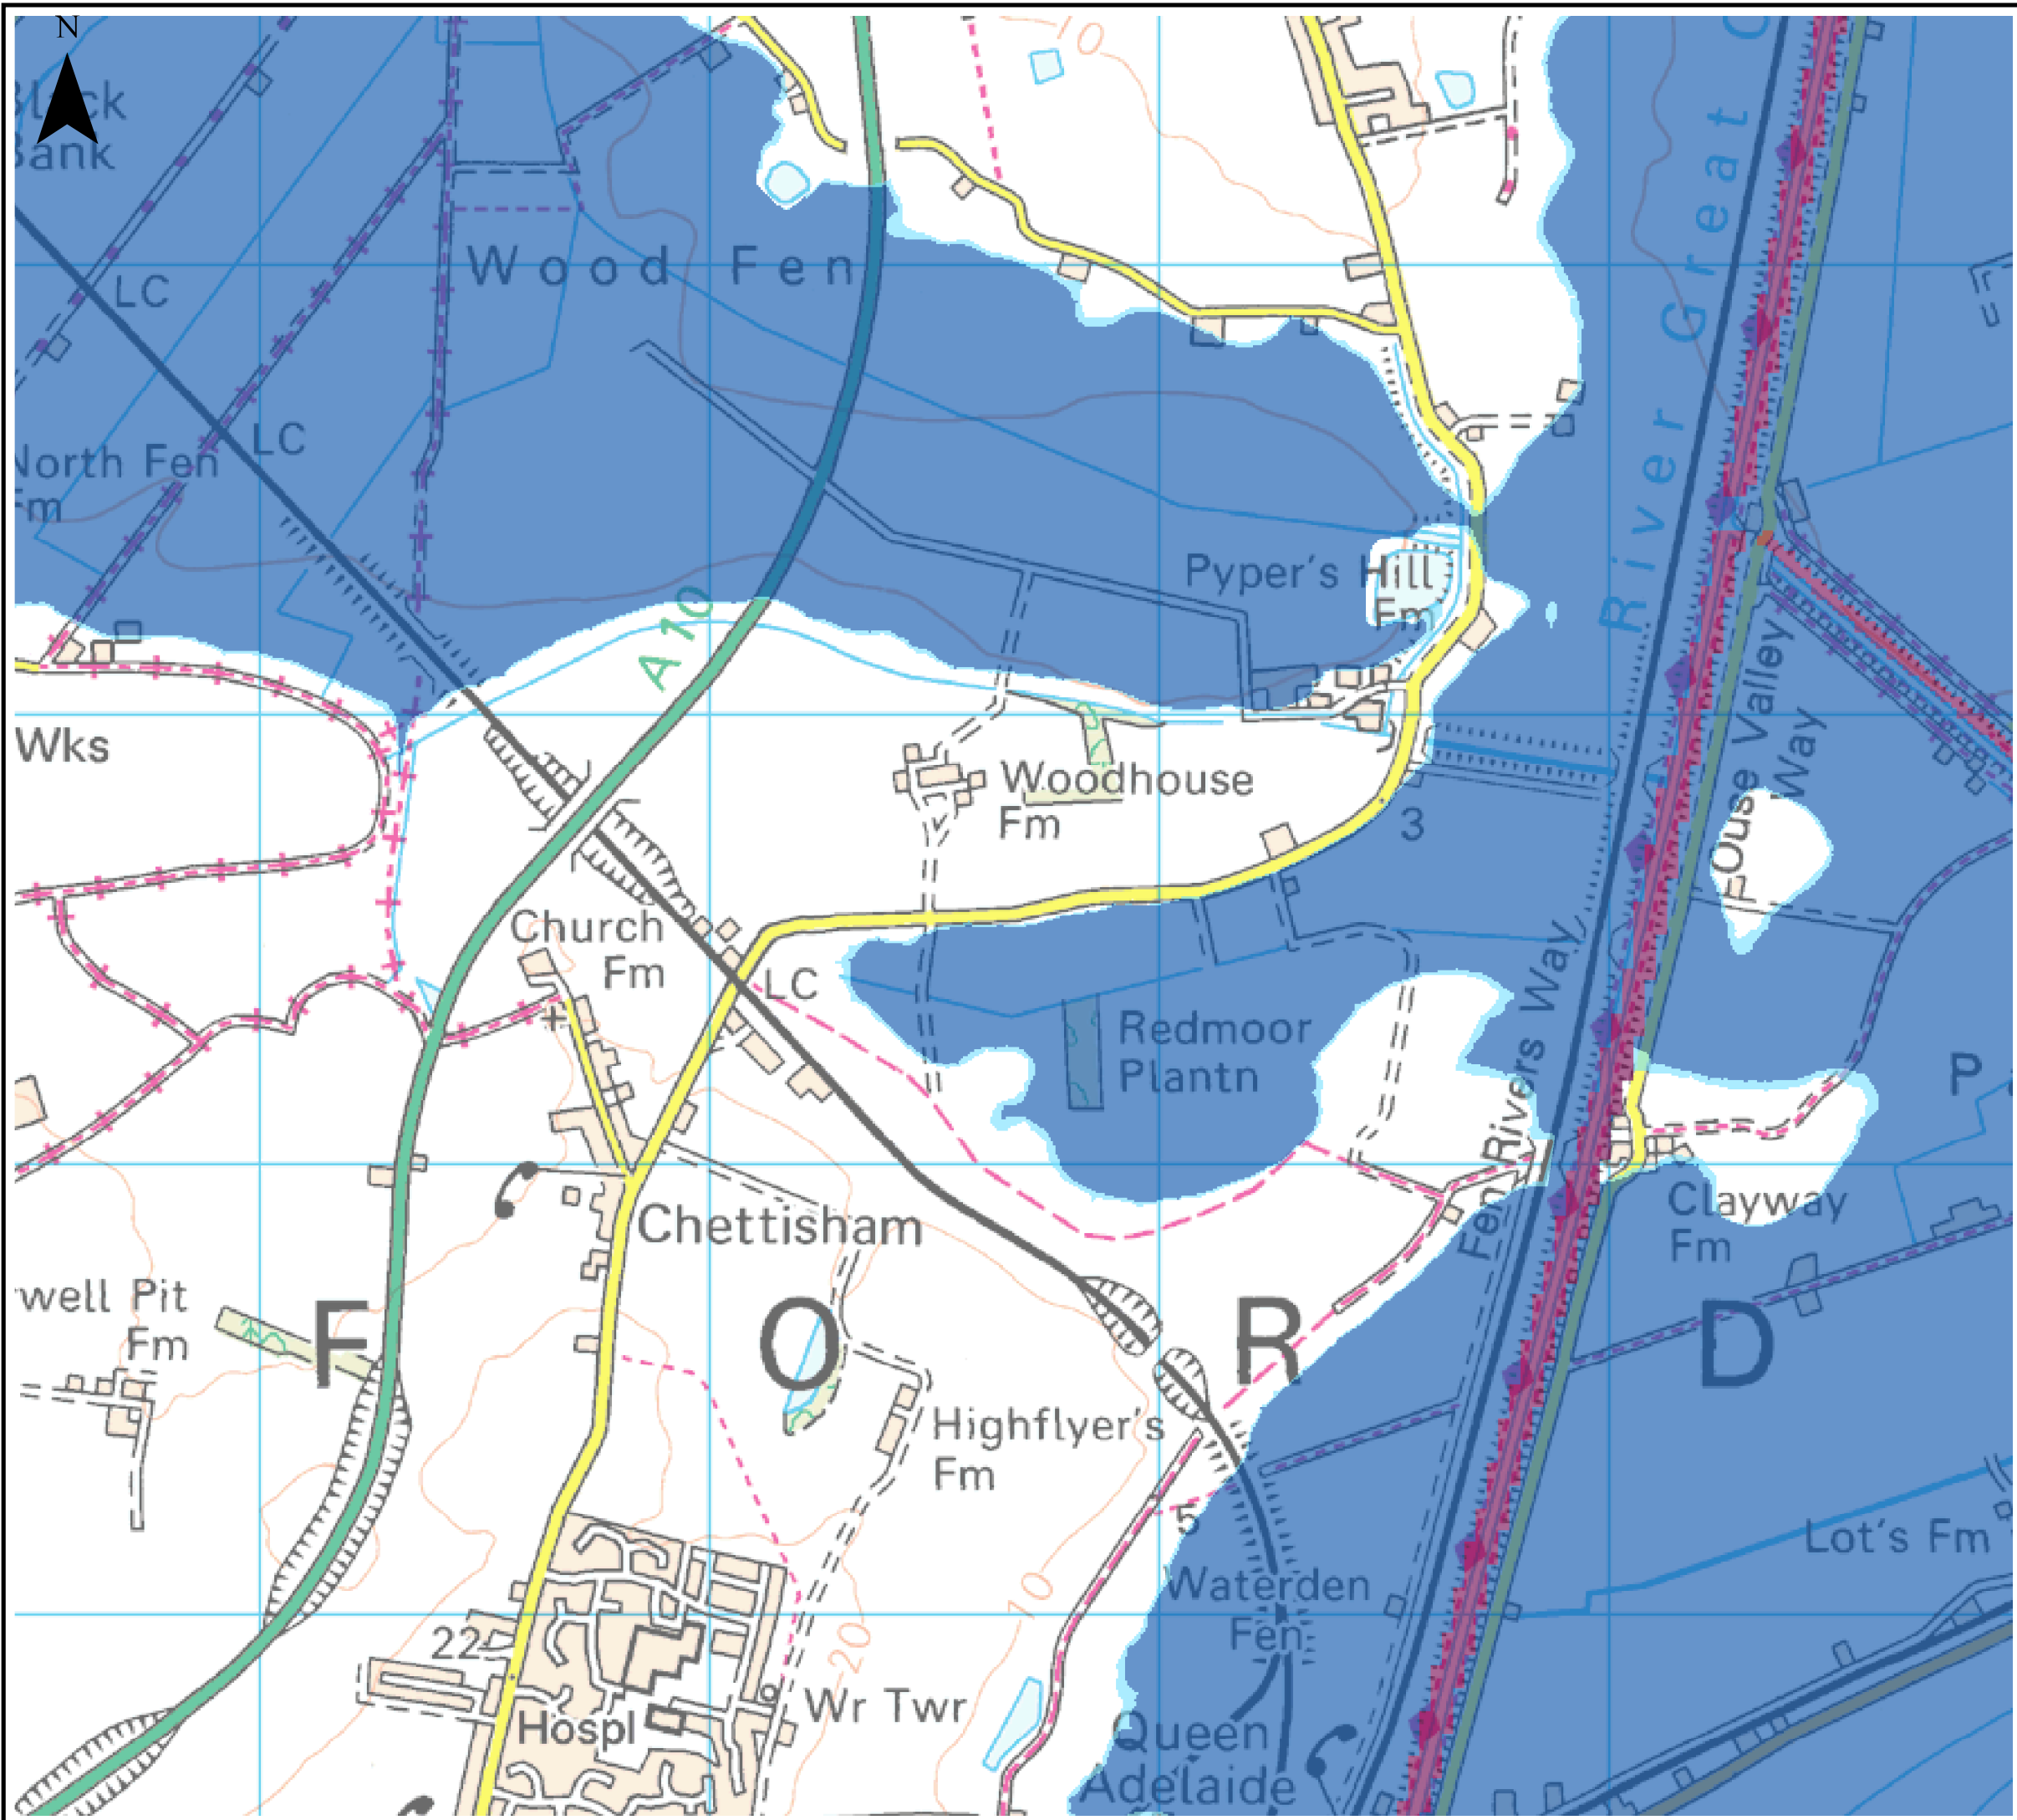 N
10
Bank
River Great O
Wood Fen
LC
LC
North Fen
Fm
Pyper's Hill
Fm
A 10
Ouse Valley
Way
Wks
Woodhouse
Fm
3
Church
Fm
LC
Fen Rivers Way
Redmoor
Plantn
P
Chettisham
Clayway
Fm
well Pit
Fm
F O R D
Highflyer's
Fm
5
Lot's Fm
Waterden
Fen
10
20
22
Wr Twr
Hospl
Queen
Adelaide